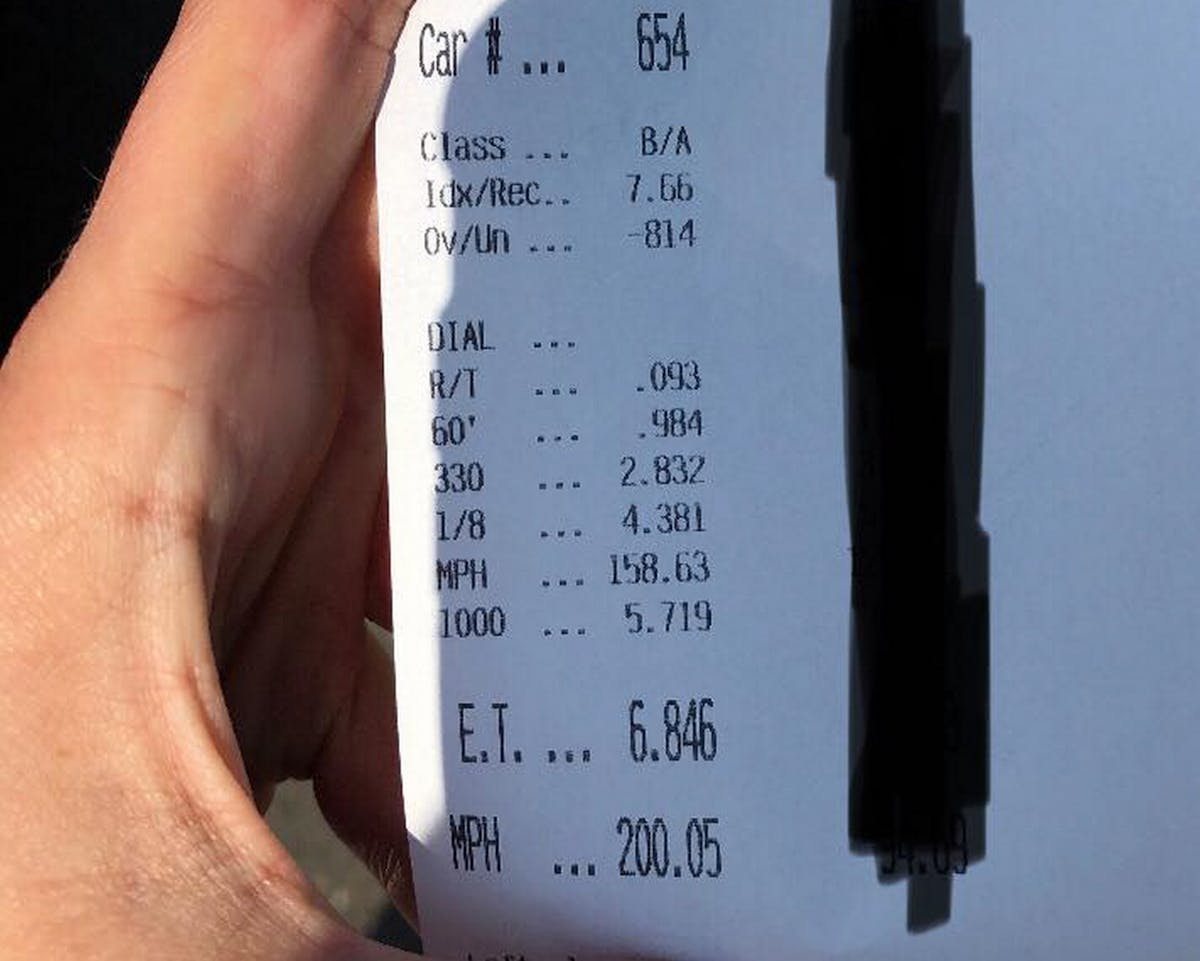 Car # ... 654
Class ... B/A
Idx/Rec.. 7.66
Ov/Un ... -814
DIAL ...
R/T ... .093
60' ... .984
330 ... 2.832
1/8 ... 4.381
MPH ... 158.63
1000 ... 5.719
E.T. ... 6.846
MPH ... 200.05